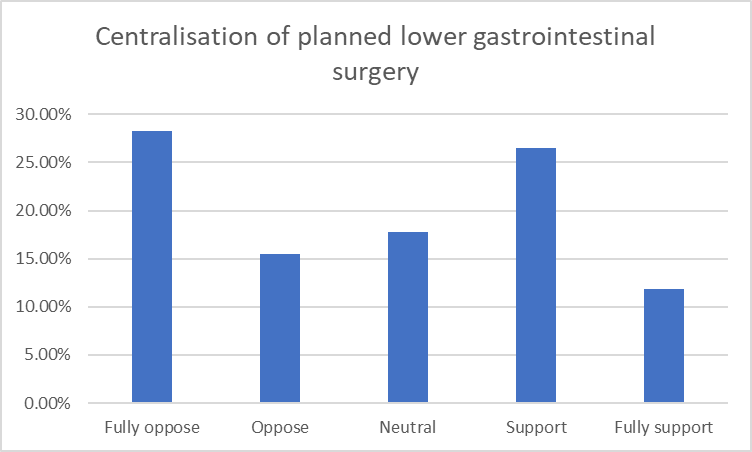 Centralisation of planned lower gastrointestinal
surgery
30.00%
25.00%
20.00%
15.00%
10.00%
5.00%
0.00%
Fully oppose Oppose Neutral Support Fully support